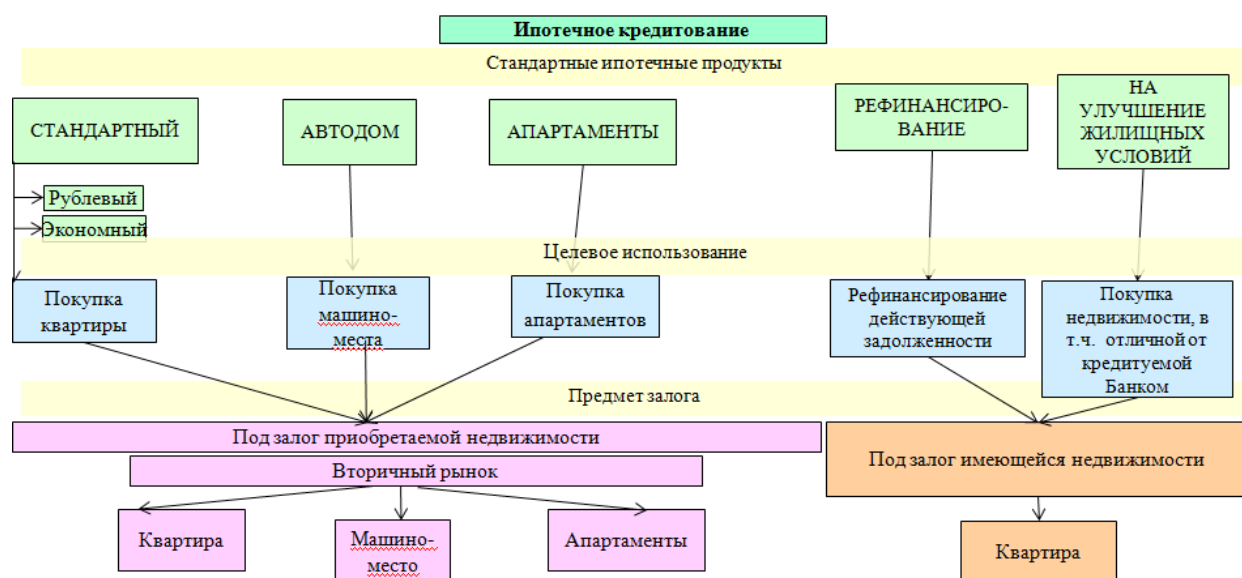 Ипотечное кредитование
Стандартные ипотечные продукты
СТАНДАРТНЫЙ
АВТОДОМ
АПАРТАМЕНТЫ
РЕФИНАНСИРО-
ВАНИЕ
НА
УЛУЧШЕНИЕ
ЖИЛИЩНЫХ
УСЛОВИЙ
Рублевый
Экономный
Целевое использование
Покупка
квартиры
Покупка
машино-
места
Покупка
апартаментов
Рефинансирование
действующей
задолженности
Покупка
недвижимости, в
т.ч. отличной от
кредитуемой
Банком
Предмет залога
Под залог приобретаемой недвижимости
Вторичный рынок
Квартира
Машино-
место
Апартаменты
Под залог имеющейся недвижимости
Квартира